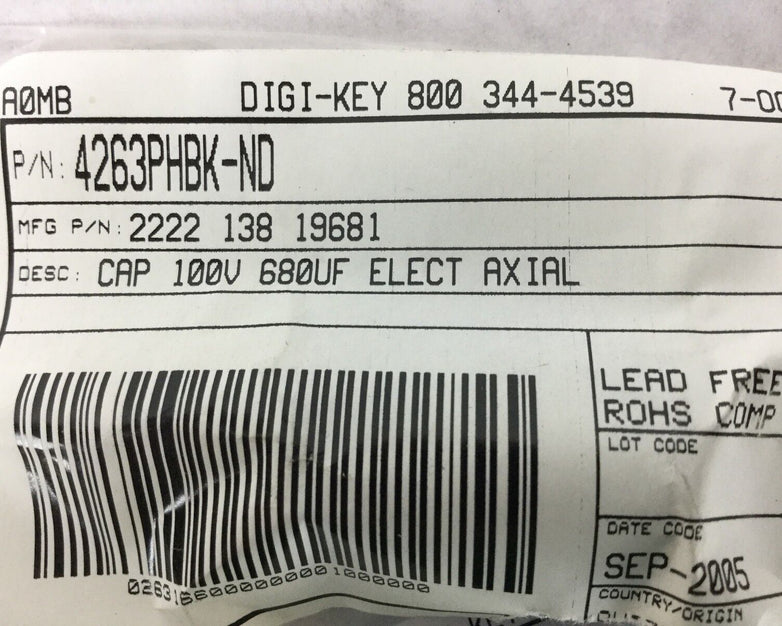 A0MB DIGI-KEY 800 344-4539
P/N: 4263PHBK-ND
MFG P/N: 2222 138 19681
DESC: CAP 100V 680UF ELECT AXIAL
LEAD FREE
ROHS COMP
LOT CODE
DATE CODE
SEP-2005
COUNTRY/ORIGIN